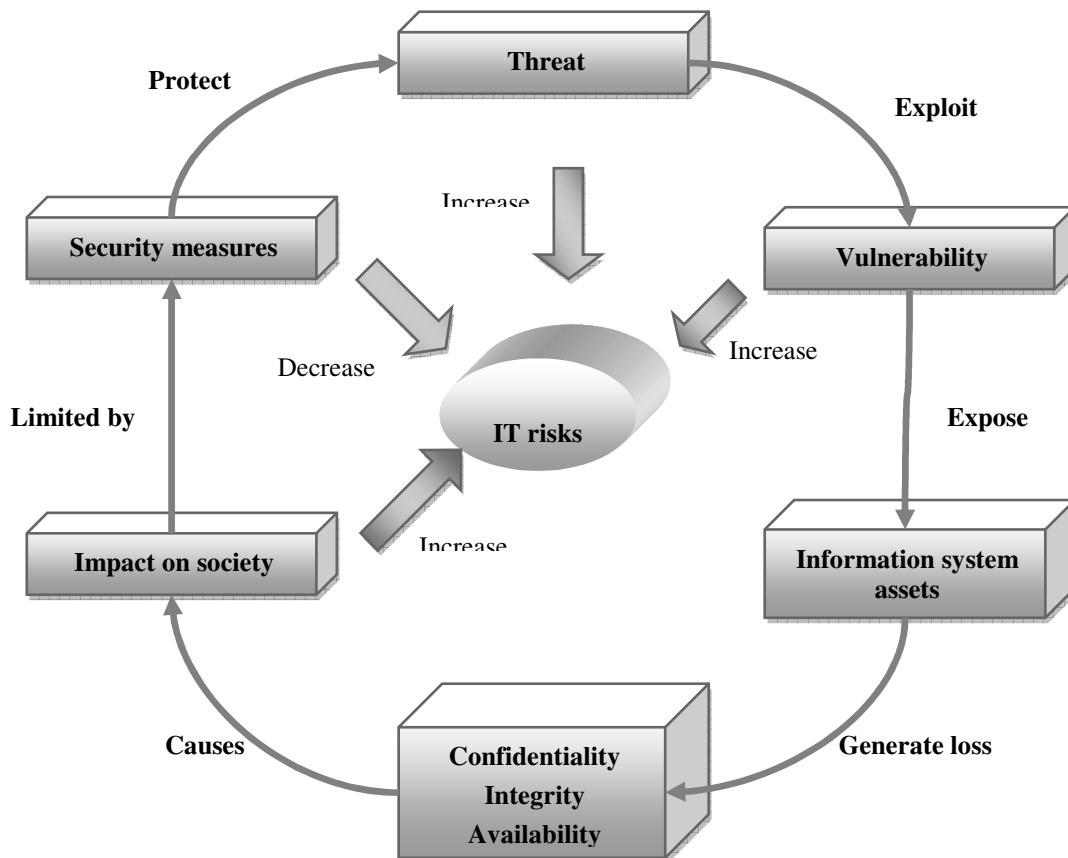 Threat
Protect
Exploit
Increase
Security measures
Vulnerability
Increase
Decrease
Limited by
Expose
IT risks
Increase
Impact on society
Information system
assets
Causes
Generate loss
Confidentiality
Integrity
Availability